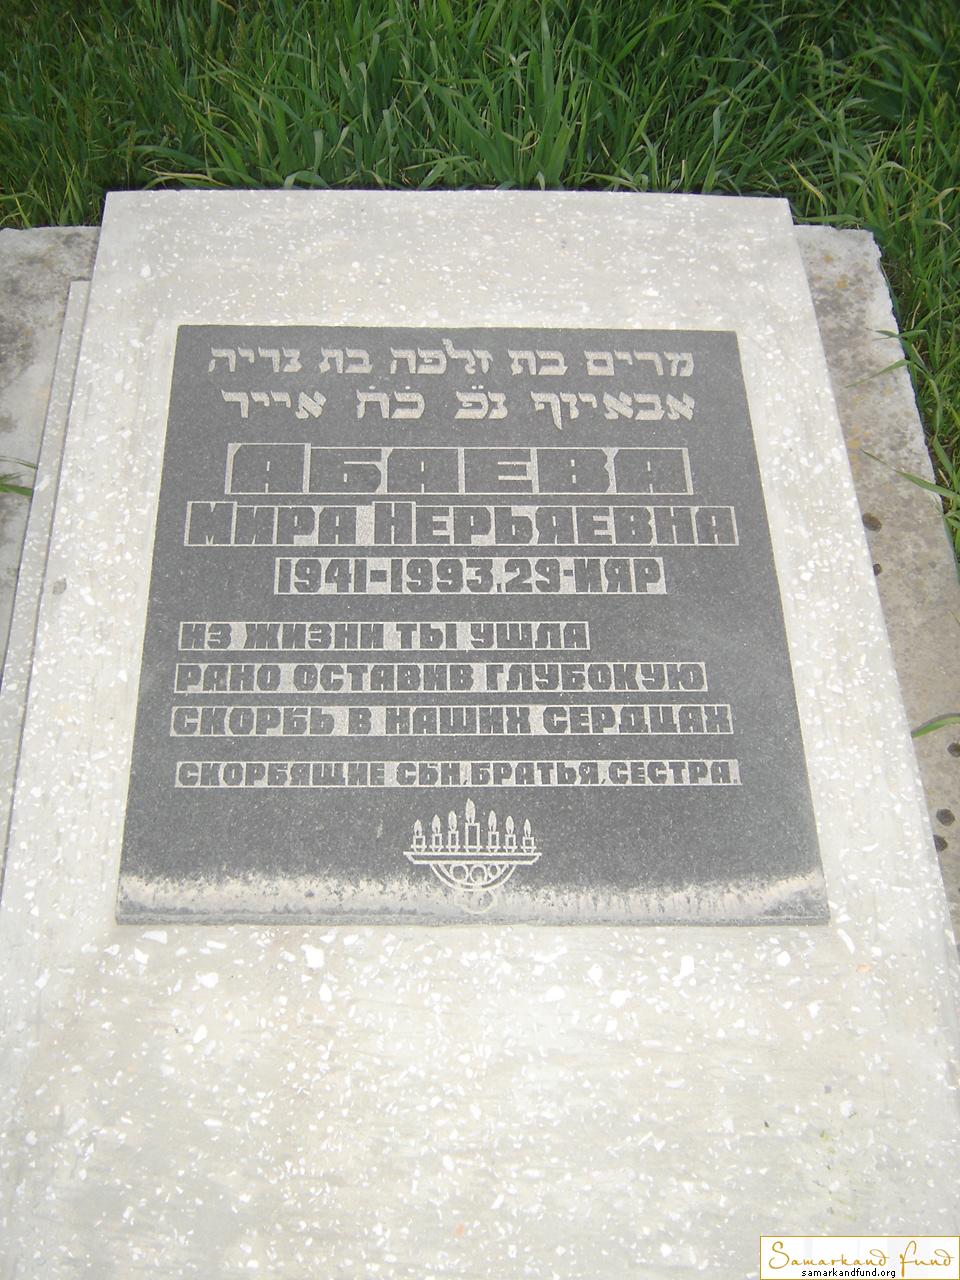 מרים בת זלפה בת נריה
אבאיוף נפ׳ כ׳ח׳ אייר
АБАЕВА
МИРА НЕРЬЯЕВНА
1941-1993. 29-ИЯР
ИЗ ЖИЗНИ ТЫ УШЛА
РАНО ОСТАВИВ ГЛУБОКУЮ
СКОРБЬ В НАШИХ СЕРДЦАХ
СКОРБЯЩИЕ СЫН, БРАТЬЯ, СЕСТРА.
Samarkand fund
samarkandfund.org